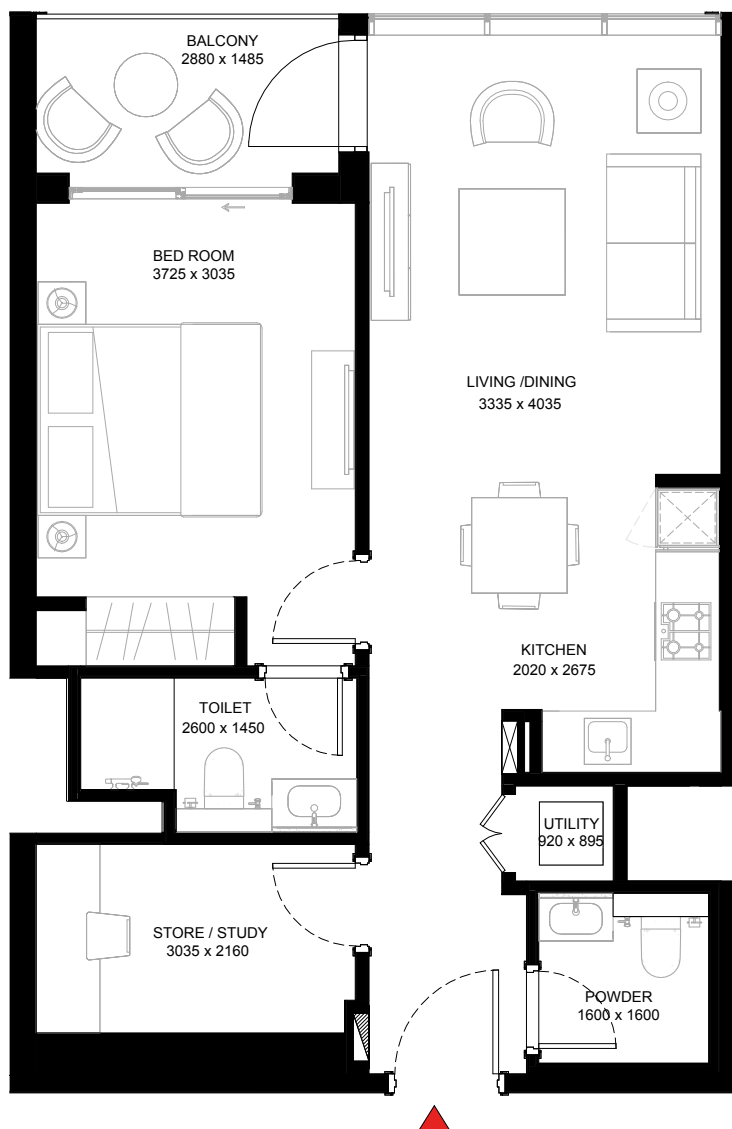 BALCONY
2880 x 1485
BED ROOM
3725 x 3035
LIVING /DINING
3335 x 4035
KITCHEN
2020 x 2675
TOILET
2600 x 1450
UTILITY
920 x 895
STORE / STUDY
3035 x 2160
POWDER
1600 x 1600